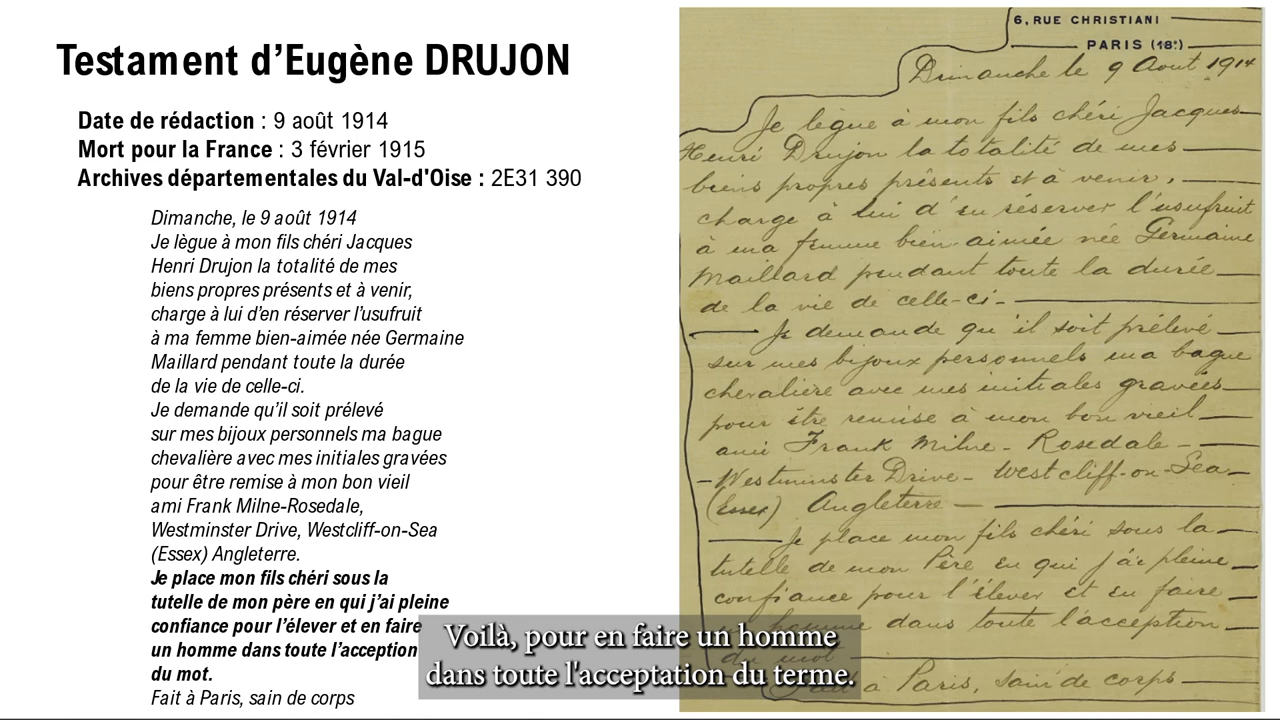 Testament d’Eugène DRUJON
Date de rédaction : 9 août 1914
Mort pour la France : 3 février 1915
Archives départementales du Val-d'Oise : 2E31 390
Dimanche, le 9 août 1914
Je lègue à mon fils chéri Jacques
Henri Drujon la totalité de mes
biens propres présents et à venir,
charge à lui d’en réserver l’usufruit
à ma femme bien-aimée née Germaine
Maillard pendant toute la durée
de la vie de celle-ci.
Je demande qu’il soit prélevé
sur mes bijoux personnels ma bague
chevalière avec mes initiales gravées
pour être remise à mon bon vieil
ami Frank Milne-Rosedale,
Westminster Drive, Westcliff-on-Sea
(Essex) Angleterre.
Je place mon fils chéri sous la
tutelle de mon père en qui j’ai pleine
confiance pour l’élever et en faire
un homme dans toute l’acception
du mot.
Fait à Paris, sain de corps
6, RUE CHRISTIANI
PARIS (18e)
Dimanche le 9 Aout 1914
Je lègue à mon fils chéri Jacques
Henri Drujon la totalité de mes
biens propres présents et à venir,
charge à lui d'en réserver l'usufruit
à ma femme bien-aimée née Germaine
Maillard pendant toute la durée
de la vie de celle-ci.
Je demande qu'il soit prélevé
sur mes bijoux personnels ma bague
chevalière avec mes initiales gravées
pour être remise à mon bon vieil
ami Frank Milne - Rosedale -
Westminster Drive - Westcliff-on-Sea
(Essex) Angleterre
Je place mon fils chéri sous la
tutelle de mon Père en qui j'ai pleine
confiance pour l'élever et en faire
un homme dans toute l'acception
du mot
Fait à Paris, sain de corps
Voilà, pour en faire un homme
dans toute l'acceptation du terme.